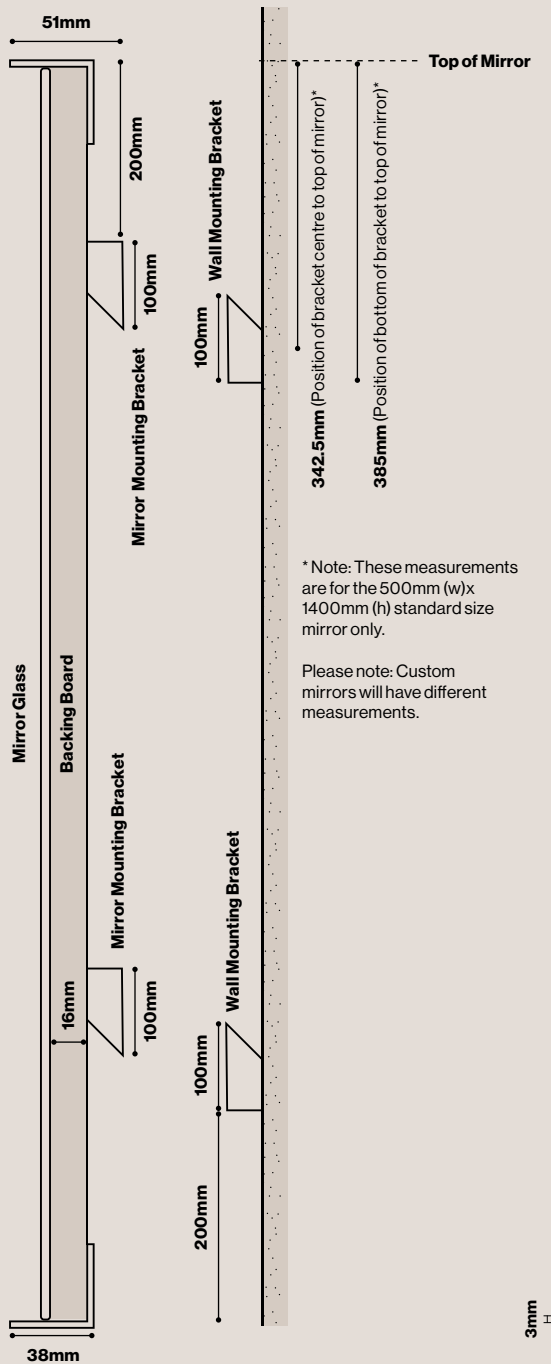 51mm
Top of Mirror
200mm
100mm
Mirror Mounting Bracket
Wall Mounting Bracket
100mm
342.5mm (Position of bracket centre to top of mirror)*
385mm (Position of bottom of bracket to top of mirror)*
* Note: These measurements
are for the 500mm (w)x
1400mm (h) standard size
mirror only.
Please note: Custom
mirrors will have different
measurements.
Mirror Glass
Backing Board
Mirror Mounting Bracket
16mm
100mm
Wall Mounting Bracket
100mm
200mm
38mm
3mm